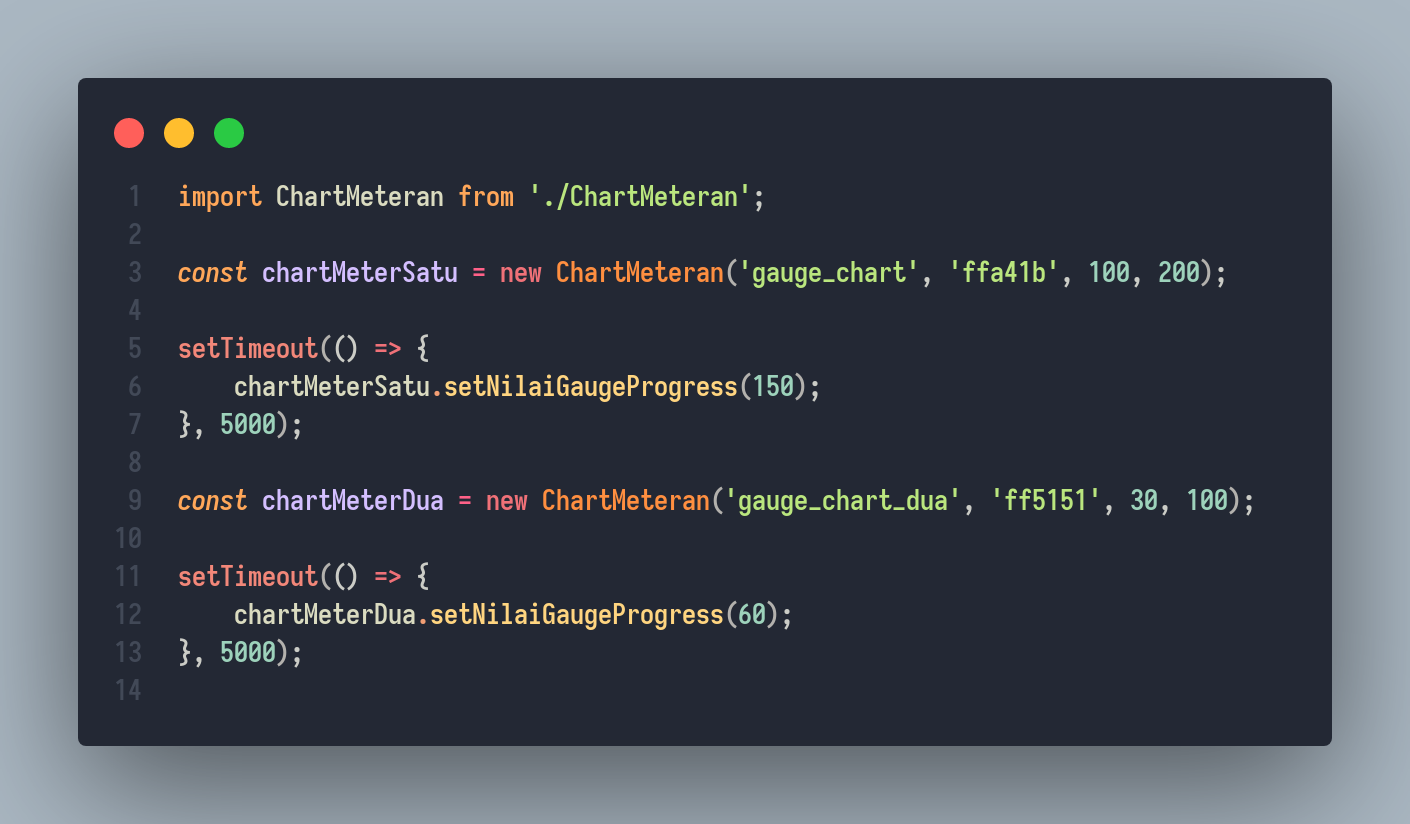 1 import ChartMeteran from './ChartMeteran';
2
3 const chartMeterSatu = new ChartMeteran('gauge_chart', 'ffa41b', 100, 200);
4
5 setTimeout(() => {
6     chartMeterSatu.setNilaiGaugeProgress(150);
7 }, 5000);
8
9 const chartMeterDua = new ChartMeteran('gauge_chart_dua', 'ff5151', 30, 100);
10
11 setTimeout(() => {
12     chartMeterDua.setNilaiGaugeProgress(60);
13 }, 5000);
14